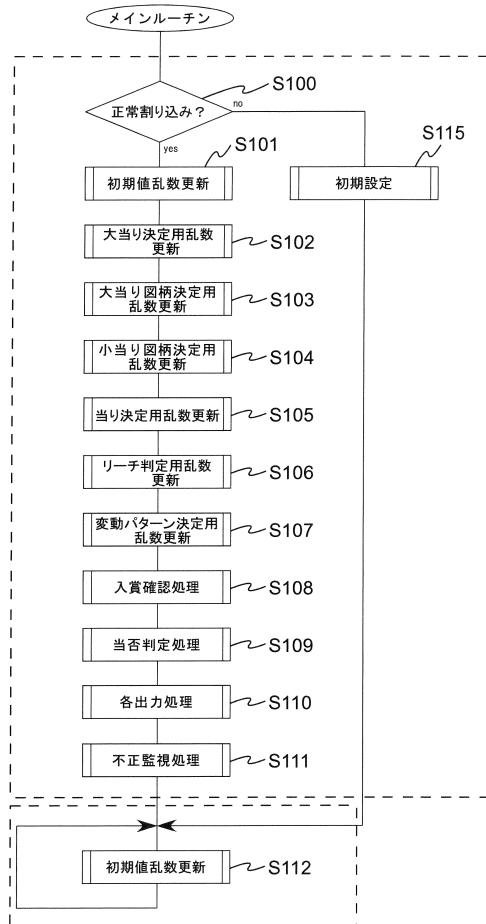 メインルーチン
正常割り込み？
S100
no
yes
S101
S115
初期値乱数更新
初期設定
大当り決定用乱数
更新
S102
大当り図柄決定用
乱数更新
S103
小当り図柄決定用
乱数更新
S104
当り決定用乱数更新
S105
リーチ判定用乱数
更新
S106
変動パターン決定用
乱数更新
S107
入賞確認処理
S108
当否判定処理
S109
各出力処理
S110
不正監視処理
S111
初期値乱数更新
S112